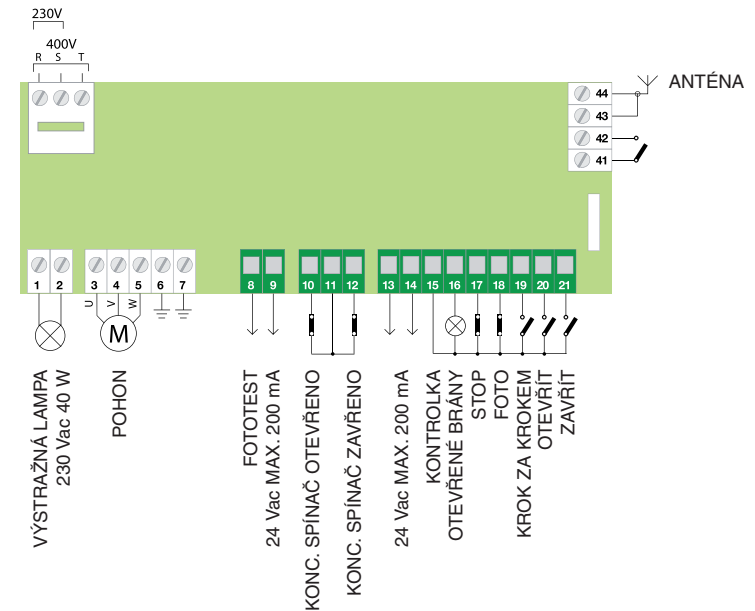 230V
400V
R S T
ANTÉNA
44
43
42
41
1 2 3 4 5 6 7 8 9 10 11 12 13 14 15 16 17 18 19 20 21
U V W
M
VÝSTRAŽNÁ LAMPA
230 Vac 40 W
POHON
FOTOTEST
24 Vac MAX. 200 mA
KONC. SPÍNAČ OTEVŘENO
KONC. SPÍNAČ ZAVŘENO
24 Vac MAX. 200 mA
KONTROLKA
OTEVŘENÉ BRÁNY
STOP
FOTO
KROK ZA KROKEM
OTEVŘÍT
ZAVŘÍT